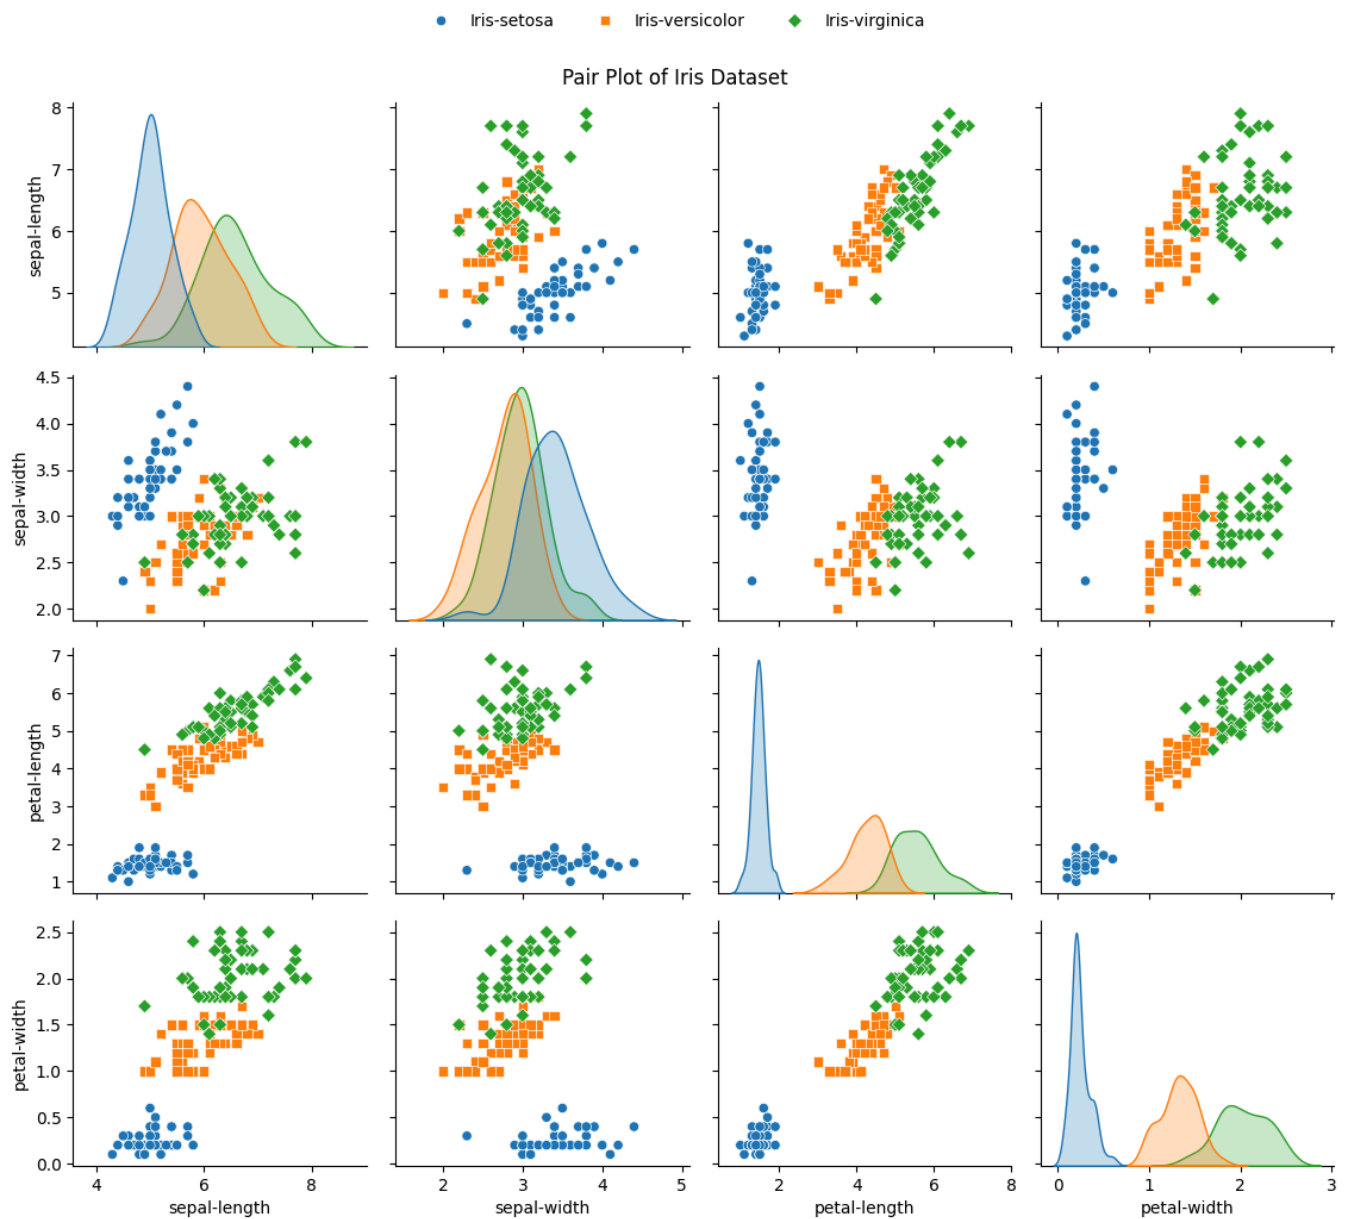 Iris-setosa Iris-versicolor Iris-virginica
Pair Plot of Iris Dataset
8
7
6
5
sepal-length
4.5
4.0
3.5
3.0
2.5
2.0
sepal-width
7
6
5
4
3
2
1
petal-length
2.5
2.0
1.5
1.0
0.5
0.0
petal-width
4 6 8 2 3 4 5 2 4 6 8 0 1 2 3
sepal-length sepal-width petal-length petal-width